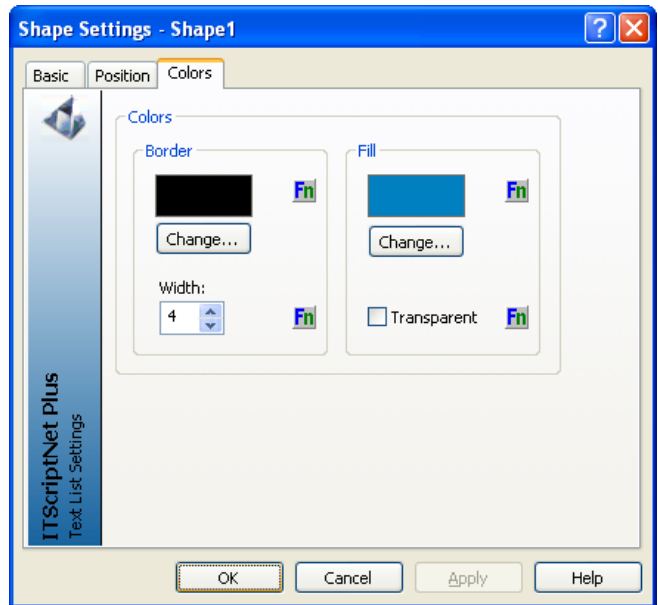 Shape Settings - Shape1
Basic Position Colors
Colors
Border Fill
Fn Fn
Change... Change...
Width:
4 Fn Transparent Fn
ITScriptNet Plus
Text List Settings
OK Cancel Apply Help